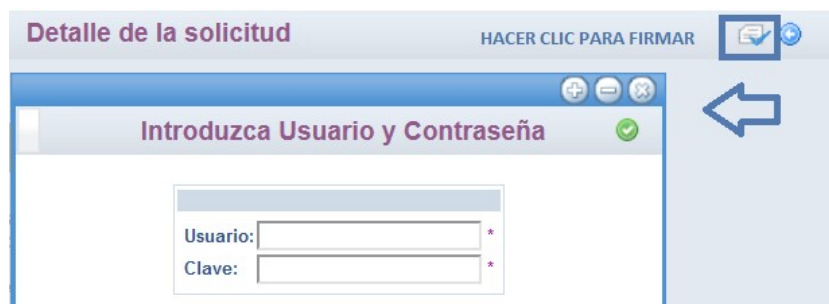 Detalle de la solicitud
HACER CLIC PARA FIRMAR
Introduzca Usuario y Contraseña
Usuario: *
Clave: *